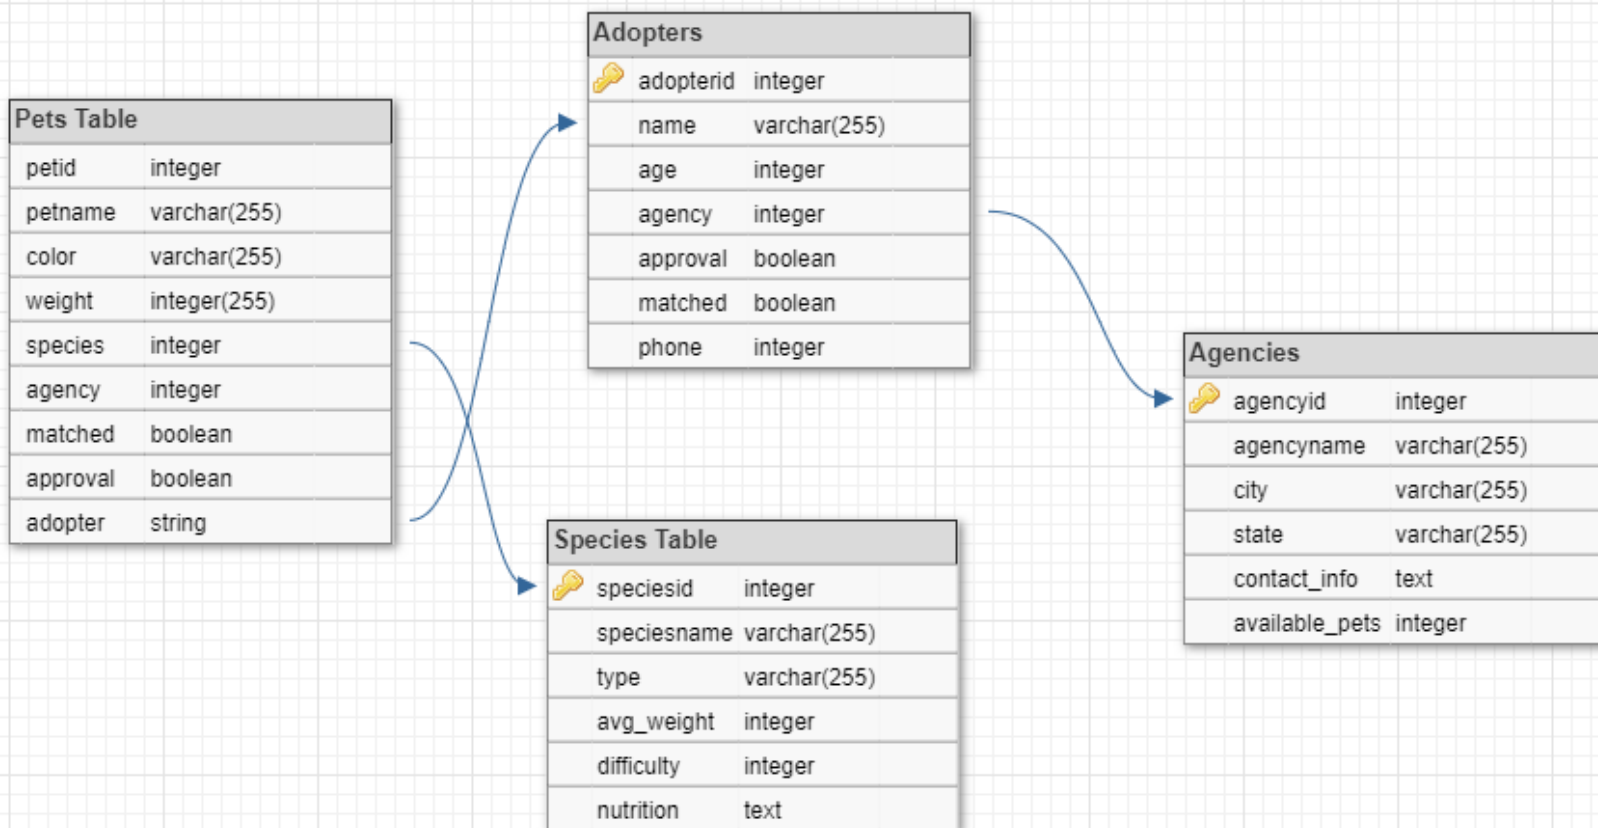 Pets Table
petid integer
petname varchar(255)
color varchar(255)
weight integer(255)
species integer
agency integer
matched boolean
approval boolean
adopter string
Adopters
adopterid integer
name varchar(255)
age integer
agency integer
approval boolean
matched boolean
phone integer
Species Table
speciesid integer
speciesname varchar(255)
type varchar(255)
avg_weight integer
difficulty integer
nutrition text
Agencies
agencyid integer
agencyname varchar(255)
city varchar(255)
state varchar(255)
contact_info text
available_pets integer